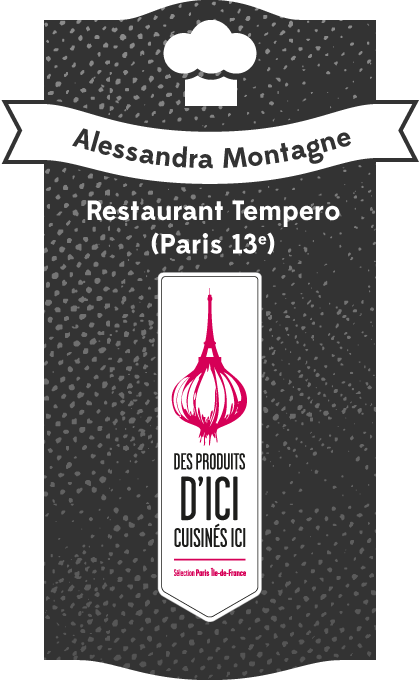 Alessandra Montagne
Restaurant Tempero
(Paris 13ᵉ)
DES PRODUITS
D'ICI
CUISINÉS ICI
Sélection Paris Île-de-France